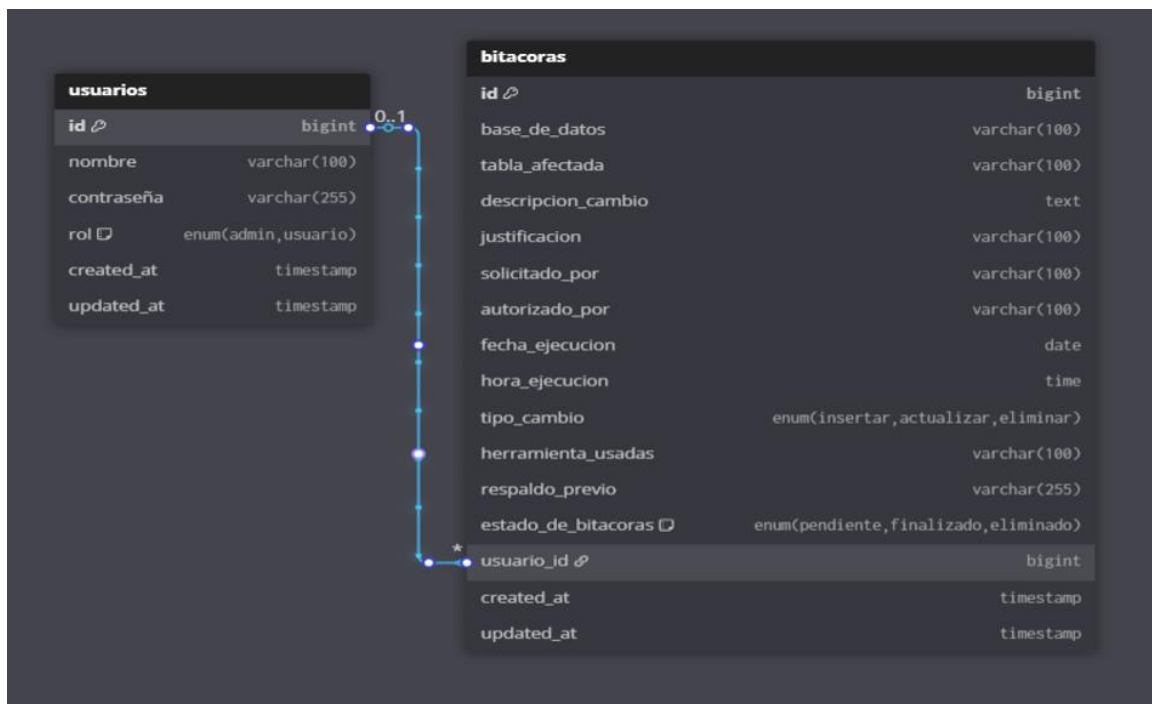 usuarios
id bigint
nombre varchar(100)
contraseña varchar(255)
rol enum(admin,usuario)
created_at timestamp
updated_at timestamp
0..1
bitacoras
id bigint
base_de_datos varchar(100)
tabla_afectada varchar(100)
descripcion_cambio text
justificacion varchar(100)
solicitado_por varchar(100)
autorizado_por varchar(100)
fecha_ejecucion date
hora_ejecucion time
tipo_cambio enum(insertar,actualizar,eliminar)
herramienta_usadas varchar(100)
respaldo_previo varchar(255)
estado_de_bitacoras enum(pendiente,finalizado,eliminado)
*
usuario_id bigint
created_at timestamp
updated_at timestamp